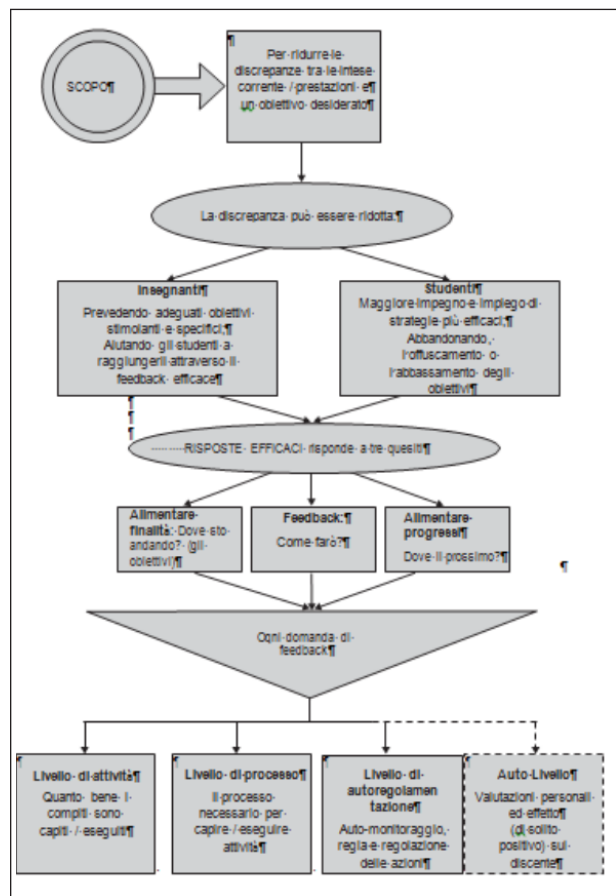 SCOPO¶
¶
Per·ridurre·le·
discrepanze·tra·le·intese·
corrente·/·prestazioni·e¶
un·obiettivo·desiderato¶
La·discrepanza·può·essere·ridotta:¶
Insegnanti¶
Prevedendo·adeguati·obiettivi·
stimolanti·e·specifici;¶
Aiutando·gli·studenti·a·
raggiungerli·attraverso·il·
feedback·efficace¶
Studenti¶
Maggiore·impegno·e·impiego·di·
strategie·più·efficaci;¶
Abbandonando,·
l'offuscamento·o·
l'abbassamento·degli·
obiettivi¶
¶
¶
¶
·········RISPOSTE·EFFICACI·risponde·a·tre·quesiti¶
¶
Alimentare·
finalità:·Dove·sto·
andando?·(gli·
obiettivi)¶
Feedback:¶
Come·farò?¶
Alimentare·
progressi¶
Dove·il·prossimo?¶
¶
Ogni·domanda·di·
feedback¶
¶
Livello·di·attività¶
Quanto·bene·i·
compiti·sono·
capiti·/·eseguiti¶
¶
Livello·di·processo¶
Il·processo·
necessario·per·
capire·/·eseguire·
attività¶
¶
Livello·di·
autoregolamen
tazione¶
Auto-monitoraggio,·
regia·e·regolazione·
delle·azioni¶
¶
Auto-Livello¶
Valutazioni·personali·
ed·effetto¶
(di·solito·
positivo)·sul·
discente¶